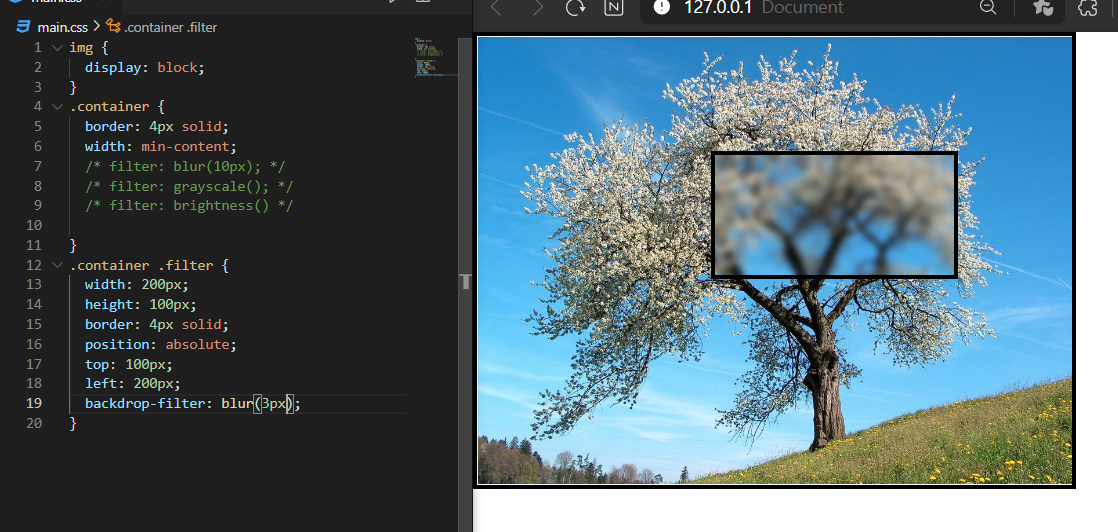 main.css
main.css > .container .filter
1 img {
2 display: block;
3 }
4 .container {
5 border: 4px solid;
6 width: min-content;
7 /* filter: blur(10px); */
8 /* filter: grayscale(); */
9 /* filter: brightness() */
10
11 }
12 .container .filter {
13 width: 200px;
14 height: 100px;
15 border: 4px solid;
16 position: absolute;
17 top: 100px;
18 left: 200px;
19 backdrop-filter: blur(3px);
20 }
N
127.0.0.1 Document